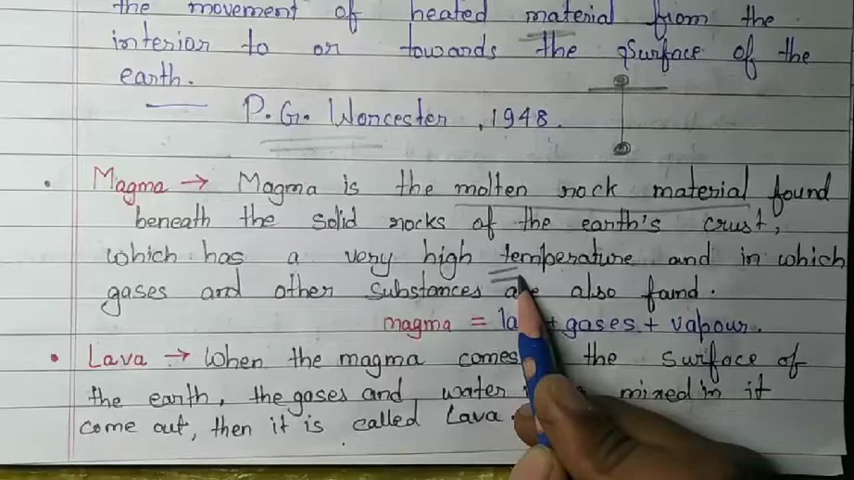 the movement of heated material from the
interior to or towards the surface of the
earth.
P.G. Worcester, 1948.
• Magma → Magma is the molten rock material found
beneath the solid rocks of the earth's crust,
which has a very high temperature and in which
gases and other substances are also found.
magma = la + gases + vapour.
• Lava → When the magma comes the surface of
the earth, the gases and water mixed in it
come out, then it is called Lava.